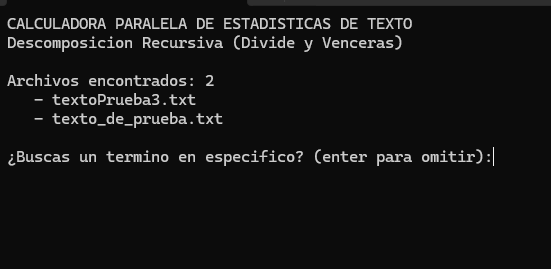 CALCULADORA PARALELA DE ESTADISTICAS DE TEXTO
Descomposicion Recursiva (Divide y Venceras)
Archivos encontrados: 2
- textoPrueba3.txt
- texto_de_prueba.txt
¿Buscas un termino en especifico? (enter para omitir):